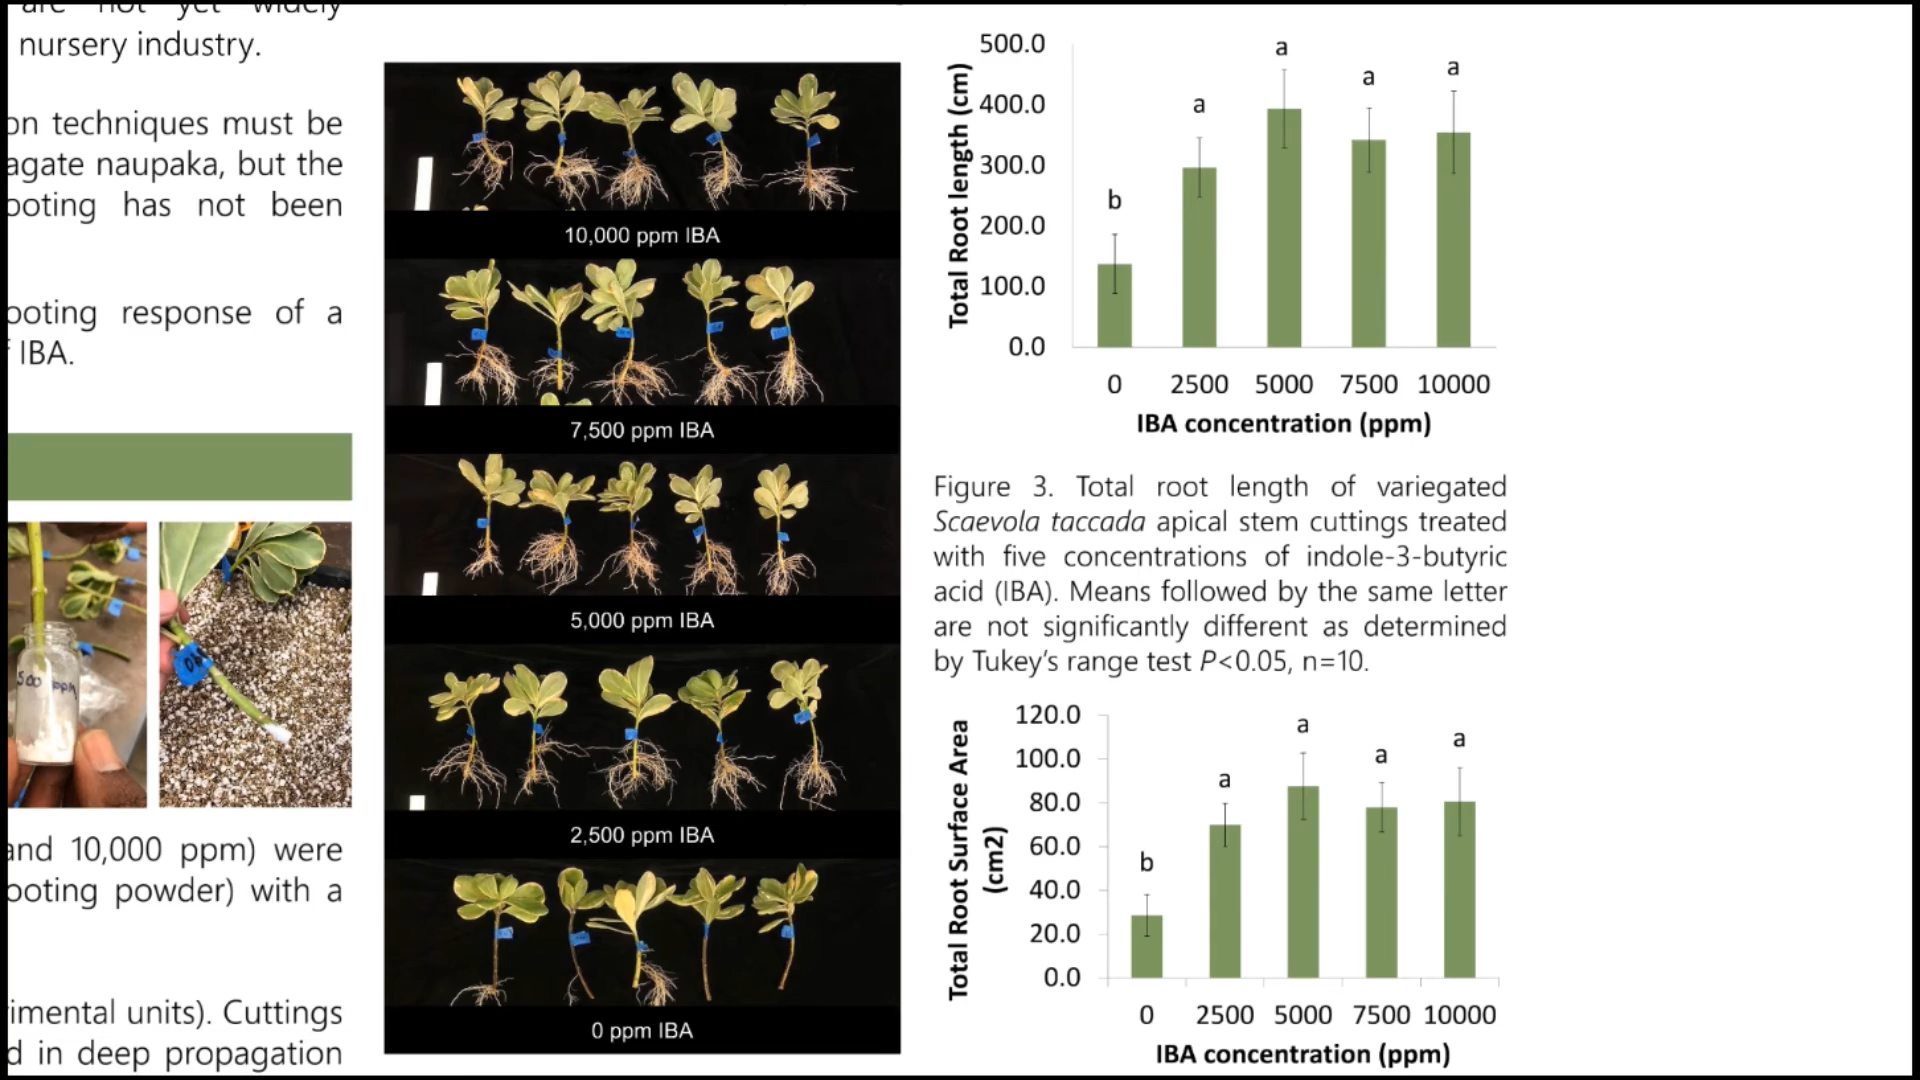 are not yet widely
nursery industry.
on techniques must be
agate naupaka, but the
ooting has not been
ooting response of a
IBA.
500 ppm
and 10,000 ppm) were
ooting powder) with a
rimental units). Cuttings
d in deep propagation
10,000 ppm IBA
7,500 ppm IBA
5,000 ppm IBA
2,500 ppm IBA
0 ppm IBA
Total Root length (cm)
500.0
400.0
300.0
200.0
100.0
0.0
b a a a a
0 2500 5000 7500 10000
IBA concentration (ppm)
Figure 3. Total root length of variegated
Scaevola taccada apical stem cuttings treated
with five concentrations of indole-3-butyric
acid (IBA). Means followed by the same letter
are not significantly different as determined
by Tukey’s range test P<0.05, n=10.
Total Root Surface Area
(cm2)
120.0
100.0
80.0
60.0
40.0
20.0
0.0
b a a a a
0 2500 5000 7500 10000
IBA concentration (ppm)